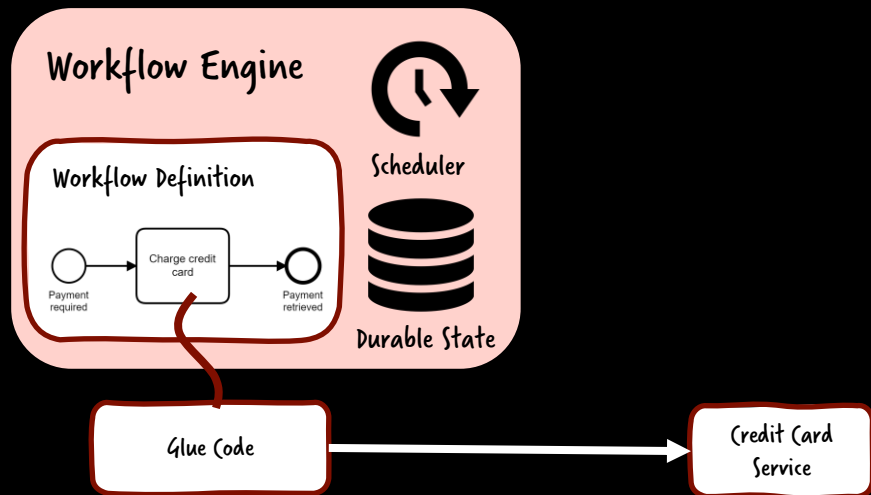 Workflow Engine
Scheduler
Workflow Definition
Charge credit
card
Payment
required
Payment
retrieved
Durable State
Glue Code
Credit Card
Service